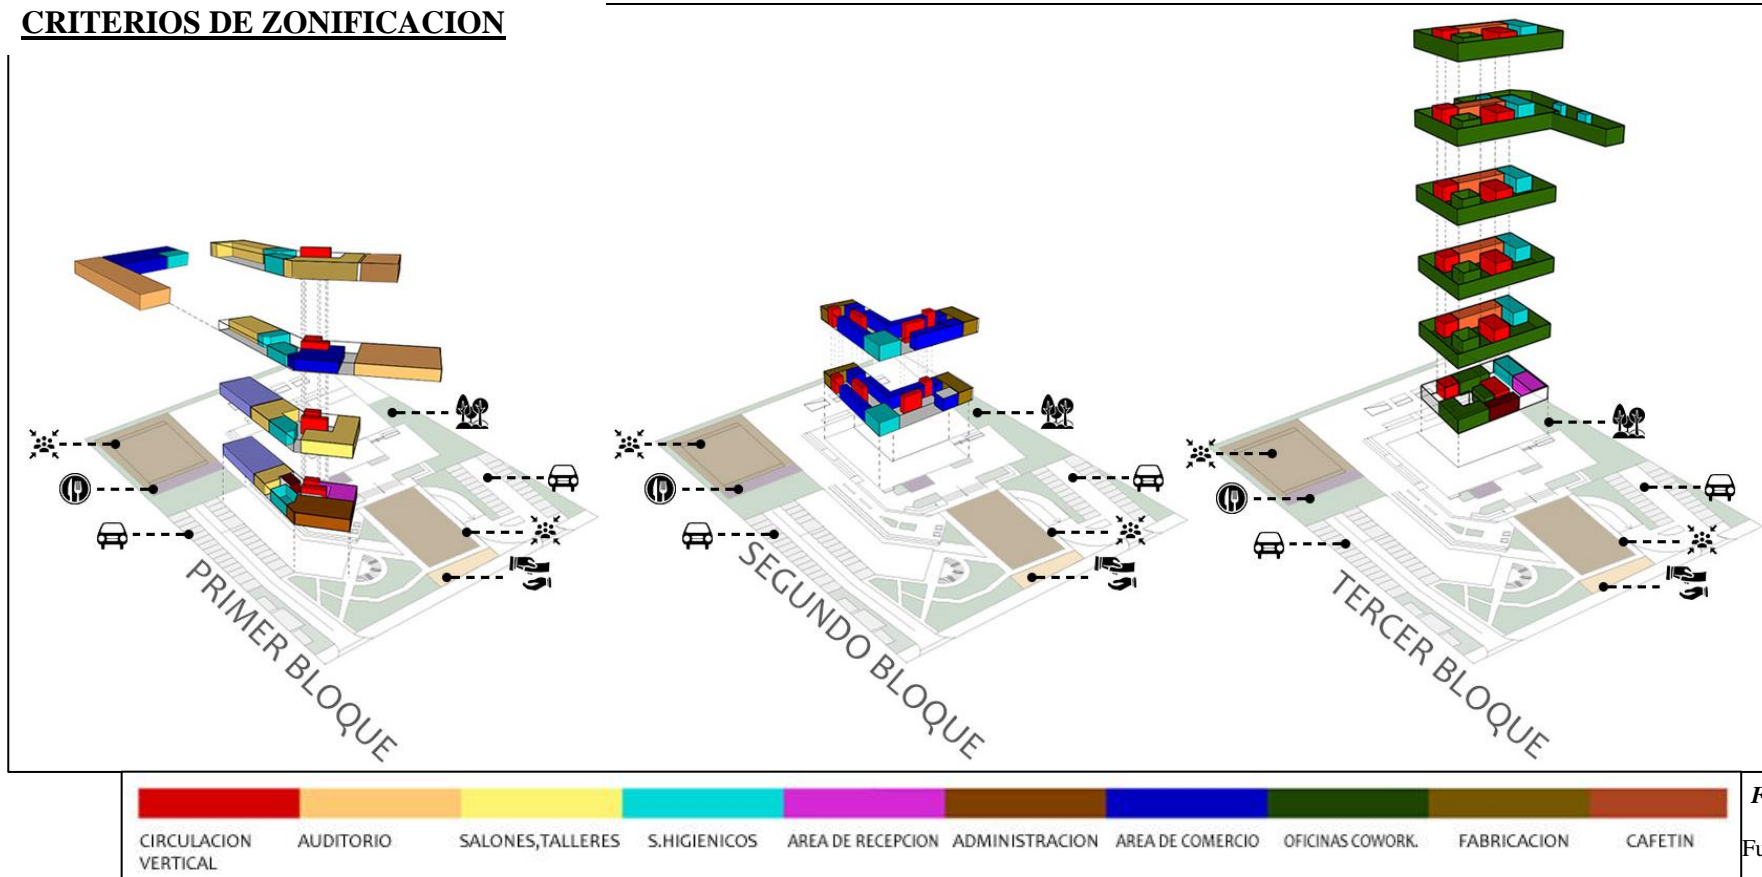 CRITERIOS DE ZONIFICACION
PRIMER BLOQUE
SEGUNDO BLOQUE
TERCER BLOQUE
CIRCULACION VERTICAL
AUDITORIO
SALONES,TALLERES
S.HIGIENICOS
AREA DE RECEPCION
ADMINISTRACION
AREA DE COMERCIO
OFICINAS COWORK.
FABRICACION
CAFETIN
F
Fu